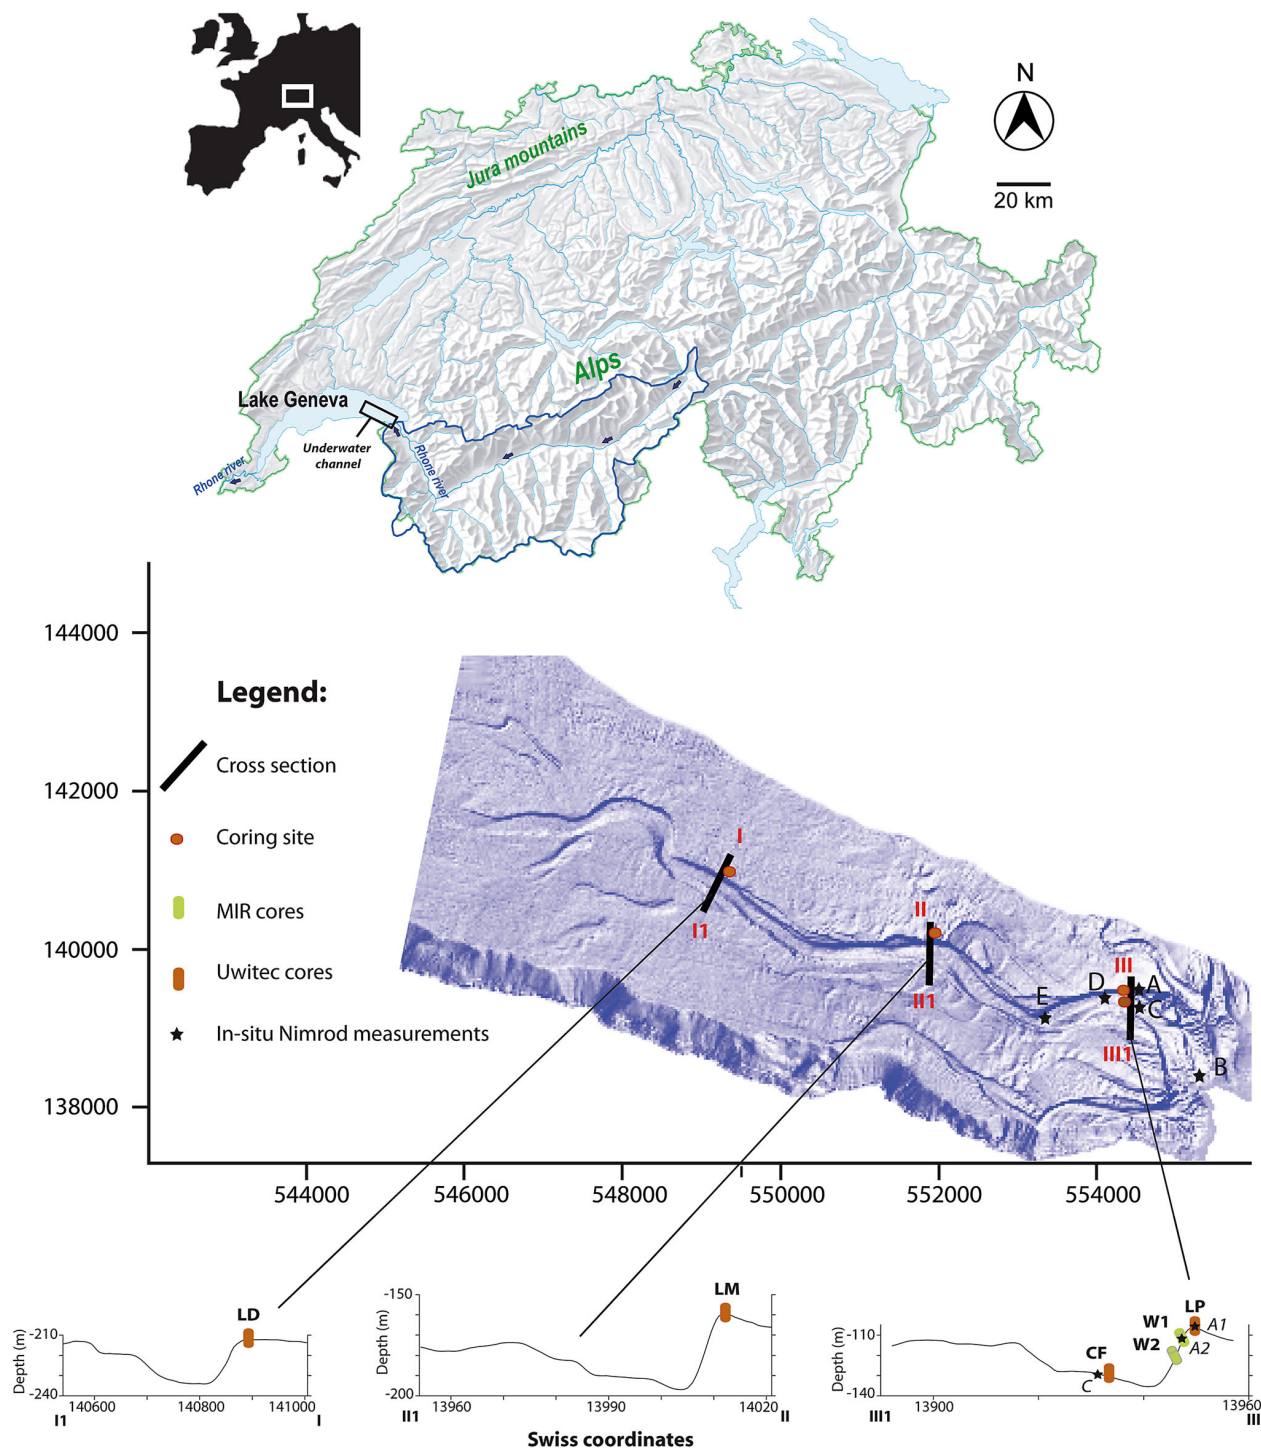 N
20 km
Jura mountains
Alps
Lake Geneva
Underwater
channel
Rhone river
Rhone river
144000
142000
140000
138000
Legend:
Cross section
Coring site
MIR cores
Uwitec cores
In-situ Nimrod measurements
I
I1
II
II1
III
III1
A
B
C
D
E
544000
546000
548000
550000
552000
554000
LD
Depth (m)
-210
-240
140600
140800
141000
I1
I
LM
Depth (m)
-150
-200
13960
13990
14020
II1
II
W1
LP
A1
W2
A2
CF
C
Depth (m)
-110
-140
13900
13960
III1
III
Swiss coordinates